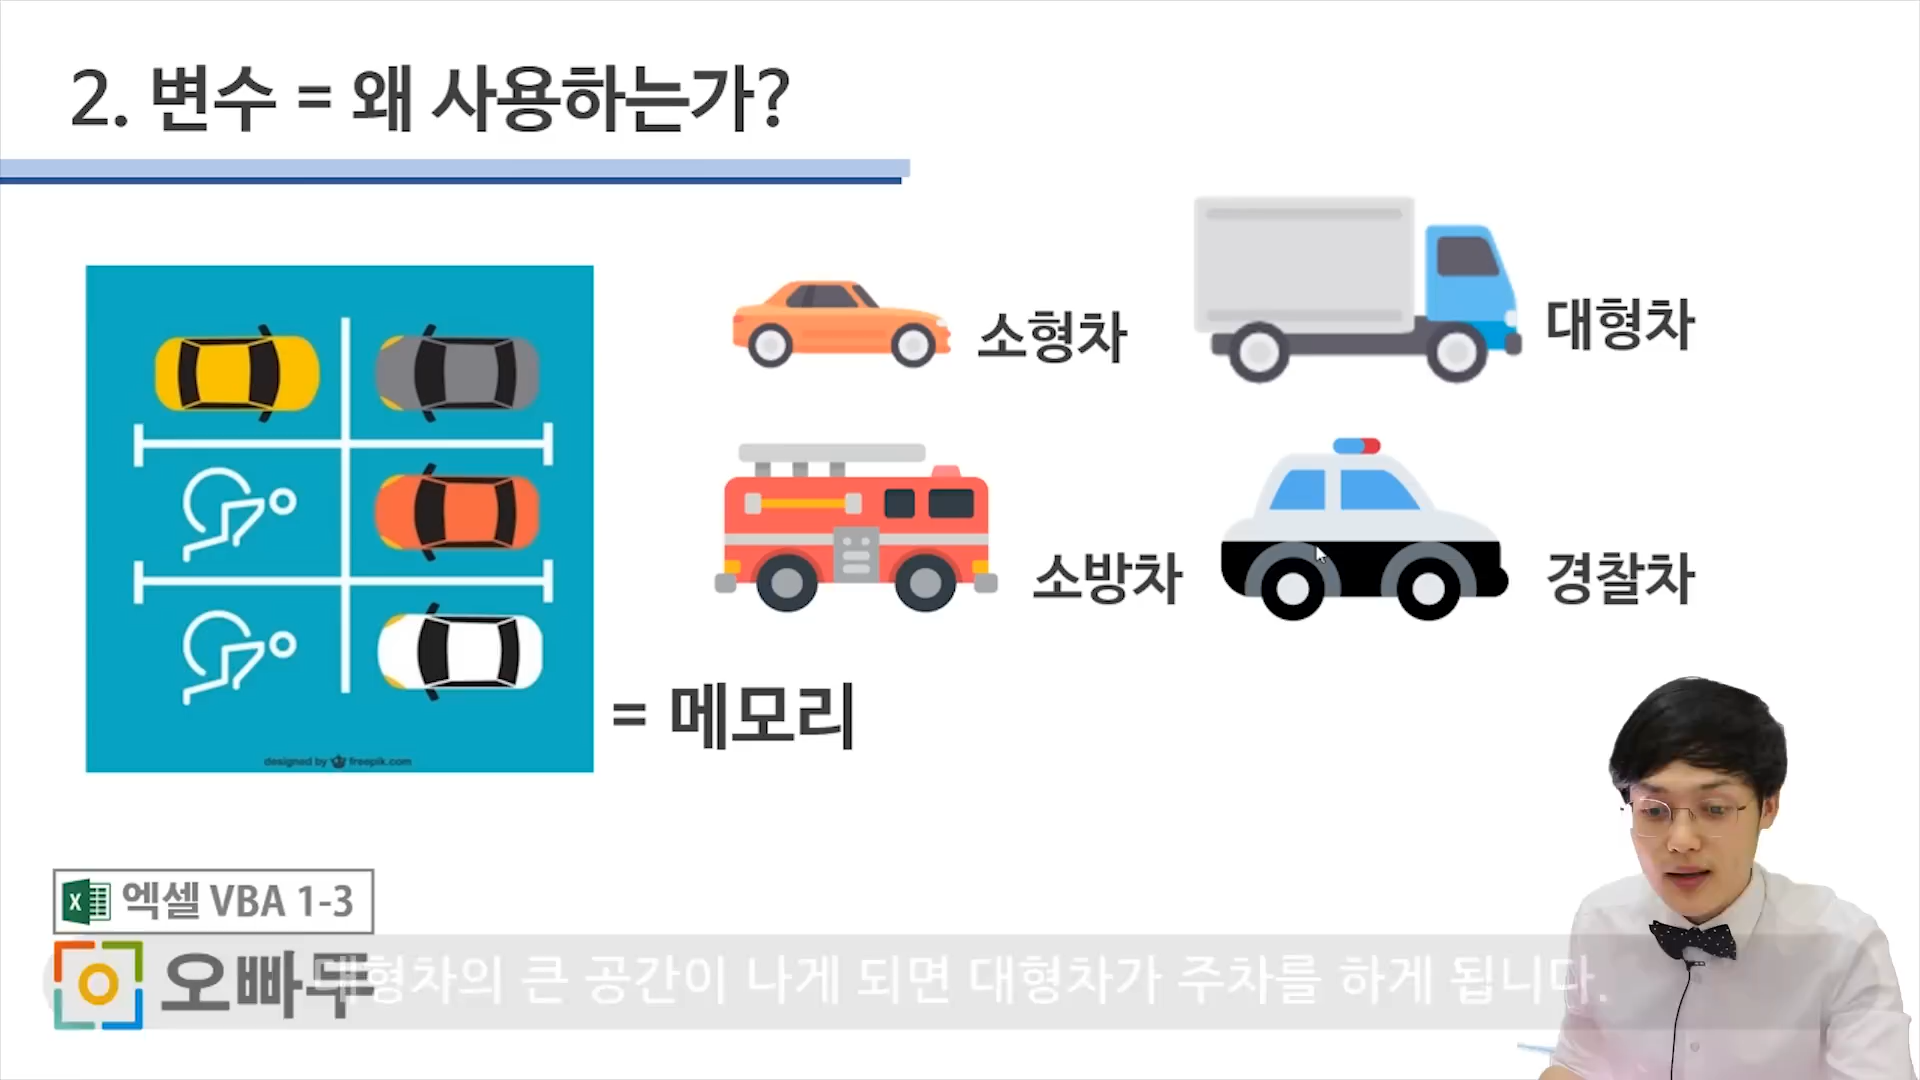 2. 변수 = 왜 사용하는가?
소형차
대형차
소방차
경찰차
= 메모리
designed by freepik.com
엑셀 VBA 1-3
오빠두
대형차의 큰 공간이 나게 되면 대형차가 주차를 하게 됩니다.